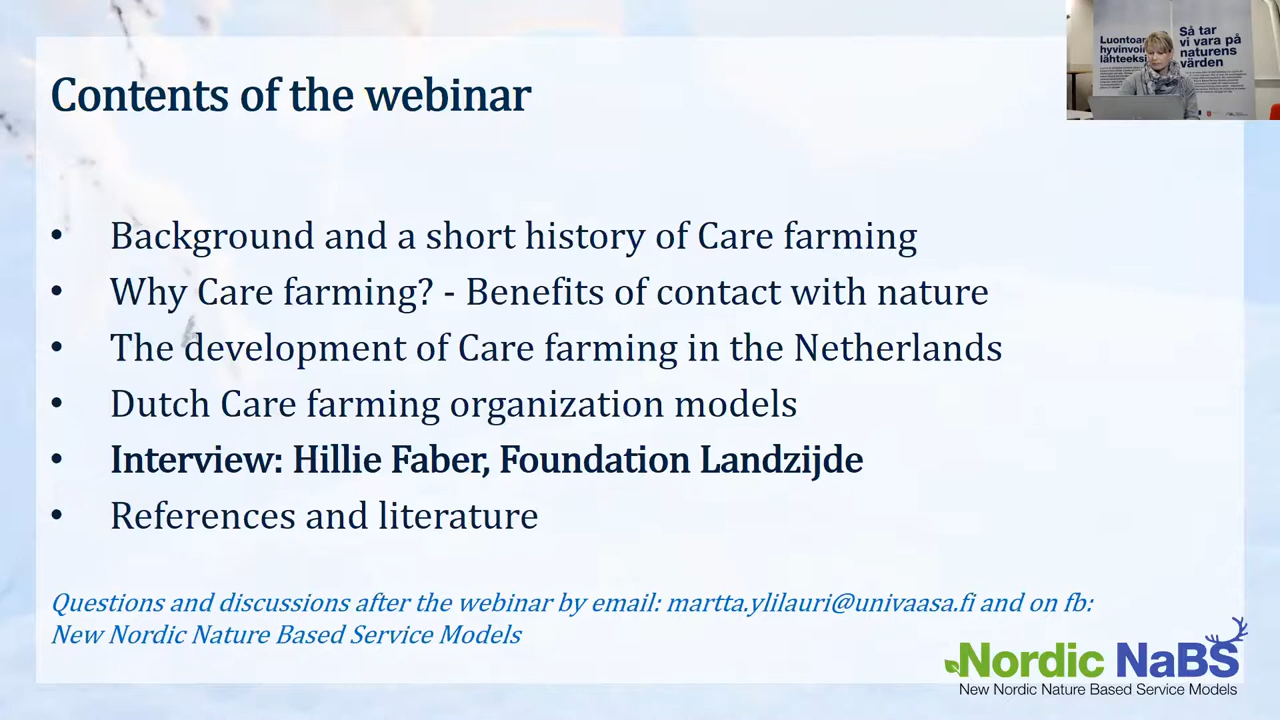 Contents of the webinar
Luontoar
hyvinvoin
lähteeksi
Så tar
vi vara på
naturens
värden
• Background and a short history of Care farming
• Why Care farming? - Benefits of contact with nature
• The development of Care farming in the Netherlands
• Dutch Care farming organization models
• Interview: Hillie Faber, Foundation Landzijde
• References and literature
Questions and discussions after the webinar by email: martta.ylilauri@univaasa.fi and on fb:
New Nordic Nature Based Service Models
Nordic NaBS
New Nordic Nature Based Service Models